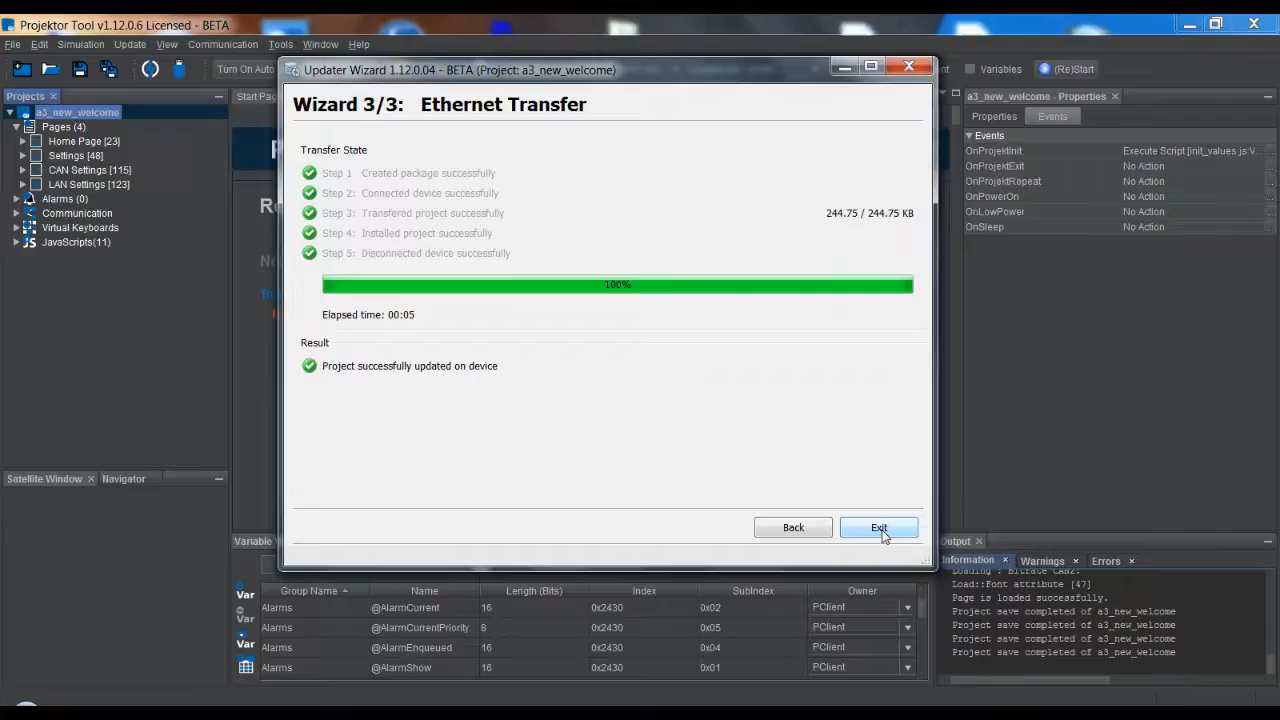 Projektor Tool v1.12.0.6 Licensed - BETA
File Edit Simulation Update View Communication Tools Window Help
Turn On Auto
Variables
(Re)Start
Projects
a3_new_welcome
Pages (4)
Home Page [23]
Settings [48]
CAN Settings [115]
LAN Settings [123]
Alarms (0)
Communication
Virtual Keyboards
JavaScripts(11)
Satellite Window
Navigator
Updater Wizard 1.12.0.04 - BETA (Project: a3_new_welcome)
Wizard 3/3: Ethernet Transfer
Transfer State
Step 1 Created package successfully
Step 2: Connected device successfully
Step 3: Transfered project successfully 244.75 / 244.75 KB
Step 4: Installed project successfully
Step 5: Disconnected device successfully
100%
Elapsed time: 00:05
Result
Project successfully updated on device
Back
Exit
a3_new_welcome - Properties
Properties Events
Events
OnProjektInit Execute Script [init_values.js:V...
OnProjektExit No Action
OnProjektRepeat No Action
OnPowerOn No Action
OnLowPower No Action
OnSleep No Action
Variable
Var
Var
Var
Group Name Name Length (Bits) Index SubIndex Owner
Alarms @AlarmCurrent 16 0x2430 0x02 PClient
Alarms @AlarmCurrentPriority 8 0x2430 0x05 PClient
Alarms @AlarmEnqueued 16 0x2430 0x04 PClient
Alarms @AlarmShow 16 0x2430 0x01 PClient
Output
Information Warnings Errors
Loading : Bitrate CAN2:
Load::Font attribute [47]
Page is loaded successfully.
Project save completed of a3_new_welcome
Project save completed of a3_new_welcome
Project save completed of a3_new_welcome
Project save completed of a3_new_welcome